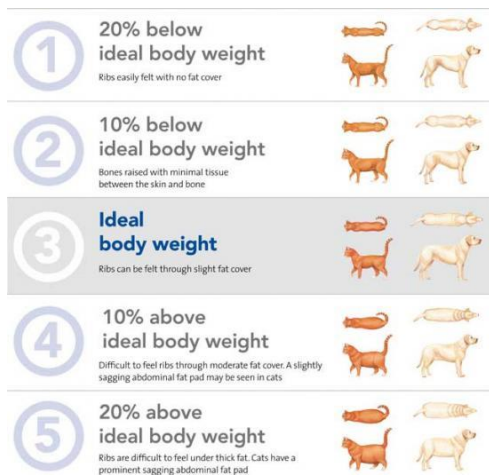 1
20% below
ideal body weight
Ribs easily felt with no fat cover
2
10% below
ideal body weight
Bones raised with minimal tissue
between the skin and bone
3
Ideal
body weight
Ribs can be felt through slight fat cover
4
10% above
ideal body weight
Difficult to feel ribs through moderate fat cover. A slightly
sagging abdominal fat pad may be seen in cats
5
20% above
ideal body weight
Ribs are difficult to feel under thick fat. Cats have a
prominent sagging abdominal fat pad